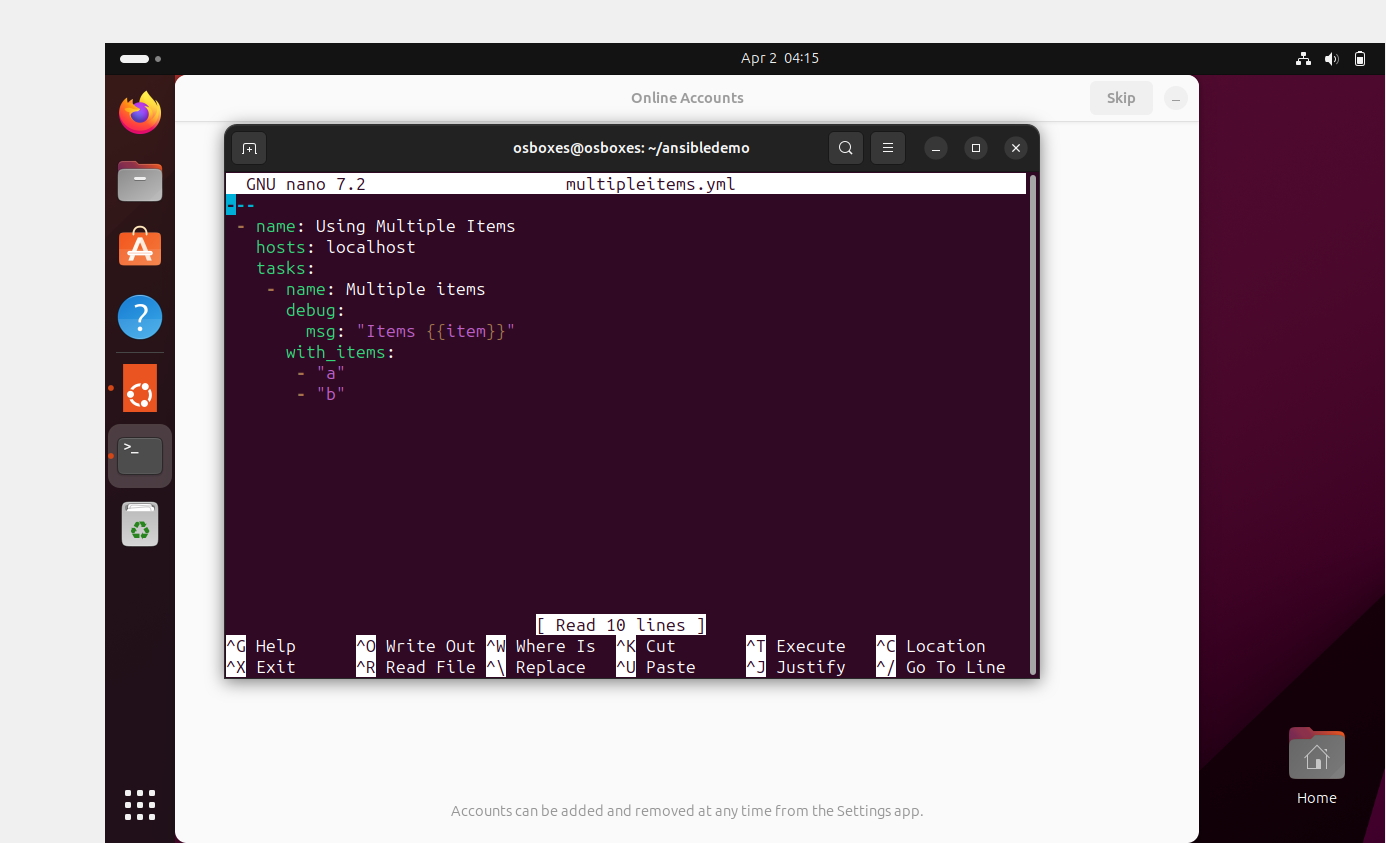 Apr 2 04:15
Online Accounts
Skip
osboxes@osboxes: ~/ansibledemo
GNU nano 7.2 multipleitems.yml
---
- name: Using Multiple Items
hosts: localhost
tasks:
- name: Multiple items
debug:
msg: "Items {{item}}"
with_items:
- "a"
- "b"
[ Read 10 lines ]
^G Help ^O Write Out ^W Where Is ^K Cut ^T Execute ^C Location
^X Exit ^R Read File ^\ Replace ^U Paste ^J Justify ^/ Go To Line
Accounts can be added and removed at any time from the Settings app.
Home